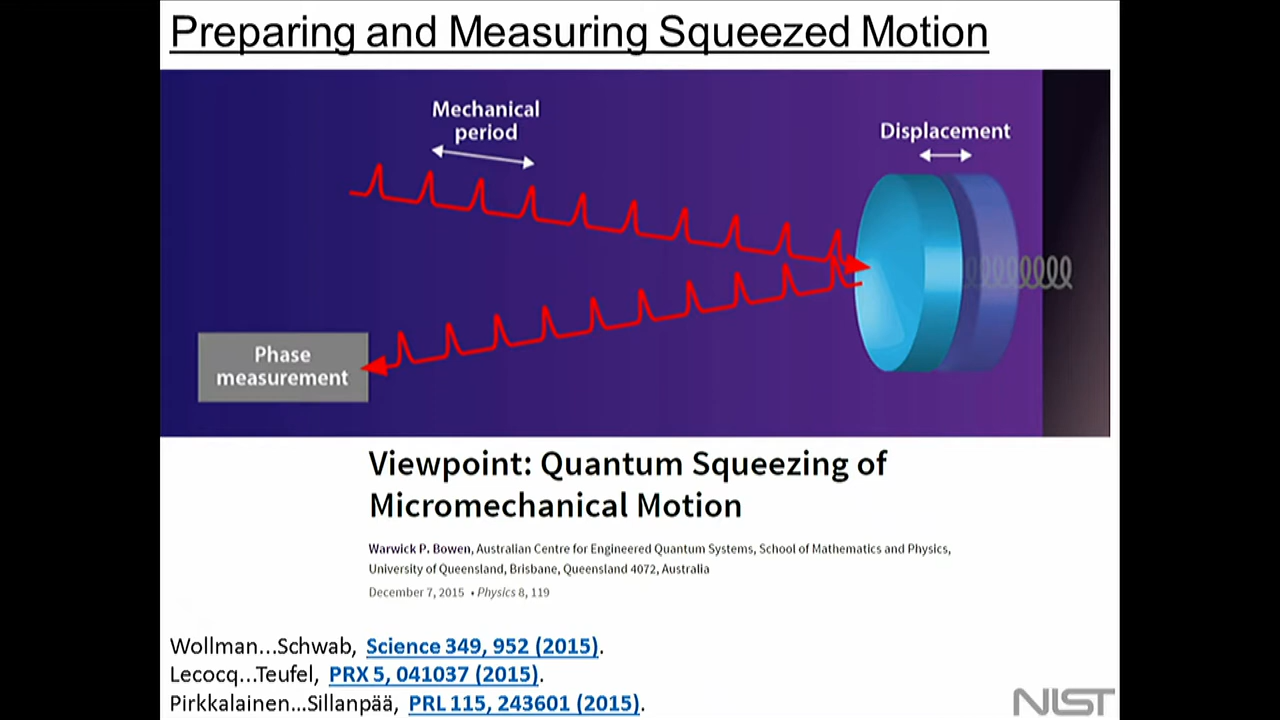 Preparing and Measuring Squeezed Motion
Mechanical
period
Displacement
Phase
measurement
Viewpoint: Quantum Squeezing of
Micromechanical Motion
Warwick P. Bowen, Australian Centre for Engineered Quantum Systems, School of Mathematics and Physics,
University of Queensland, Brisbane, Queensland 4072, Australia
December 7, 2015 • Physics 8, 119
Wollman...Schwab, Science 349, 952 (2015).
Lecocq...Teufel, PRX 5, 041037 (2015).
Pirkkalainen...Sillanpää, PRL 115, 243601 (2015).
NIST